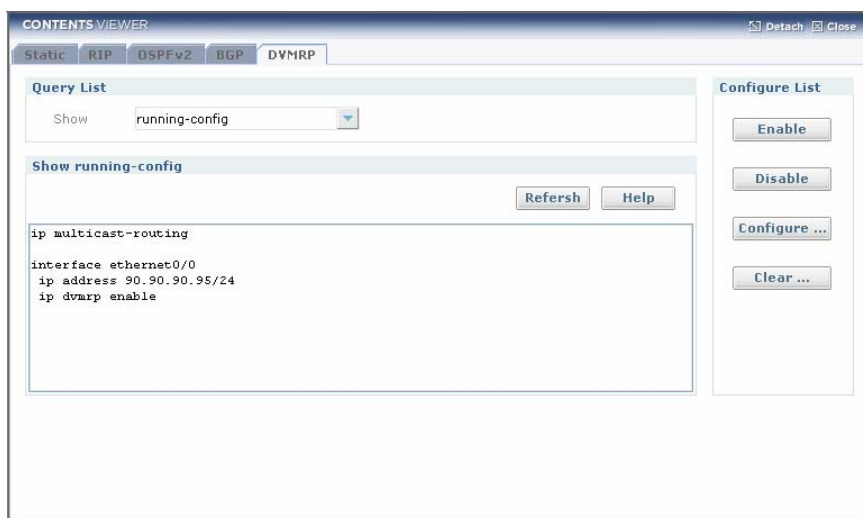 CONTENTS VIEWER
Detach
Close
Static
RIP
OSPFv2
BGP
DVMRP
Query List
Show
running-config
Show running-config
Refersh
Help
ip multicast-routing
interface ethernet0/0
ip address 90.90.90.95/24
ip dvmrp enable
Configure List
Enable
Disable
Configure ...
Clear ...